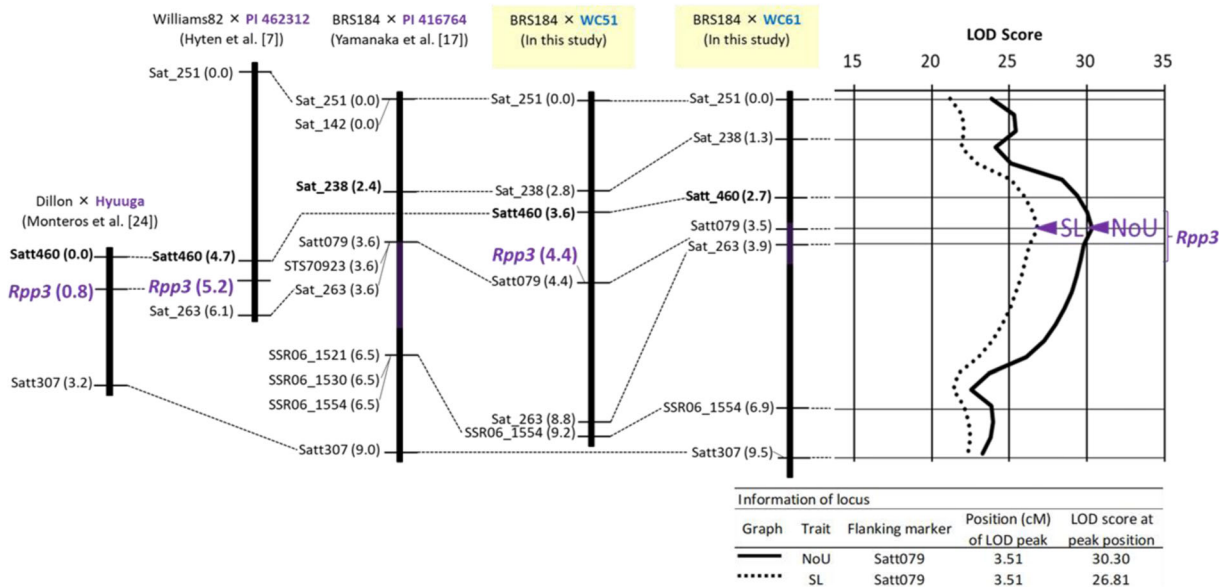 Williams82 × PI 462312
(Hyten et al. [7])
BRS184 × PI 416764
(Yamanaka et al. [17])
BRS184 × WC51
(In this study)
BRS184 × WC61
(In this study)
LOD Score
15 20 25 30 35
Sat_251 (0.0)
Sat_251 (0.0)
Sat_142 (0.0)
Sat_251 (0.0)
Sat_251 (0.0)
Sat_238 (1.3)
Sat_238 (2.4)
Sat_238 (2.8)
Satt_460 (2.7)
Dillon × Hyuuga
(Monteros et al. [24])
Satt460 (3.6)
Satt079 (3.5)
SL NoU
Rpp3
Satt460 (0.0)
Satt460 (4.7)
Satt079 (3.6)
Rpp3 (4.4)
Sat_263 (3.9)
STS70923 (3.6)
Rpp3 (0.8)
Rpp3 (5.2)
Sat_263 (3.6)
Satt079 (4.4)
Sat_263 (6.1)
SSR06_1521 (6.5)
SSR06_1530 (6.5)
SSR06_1554 (6.5)
Satt307 (3.2)
Sat_263 (8.8)
SSR06_1554 (9.2)
SSR06_1554 (6.9)
Satt307 (9.0)
Satt307 (9.5)
Information of locus
Graph Trait Flanking marker Position (cM) of LOD peak LOD score at peak position
NoU Satt079 3.51 30.30
SL Satt079 3.51 26.81